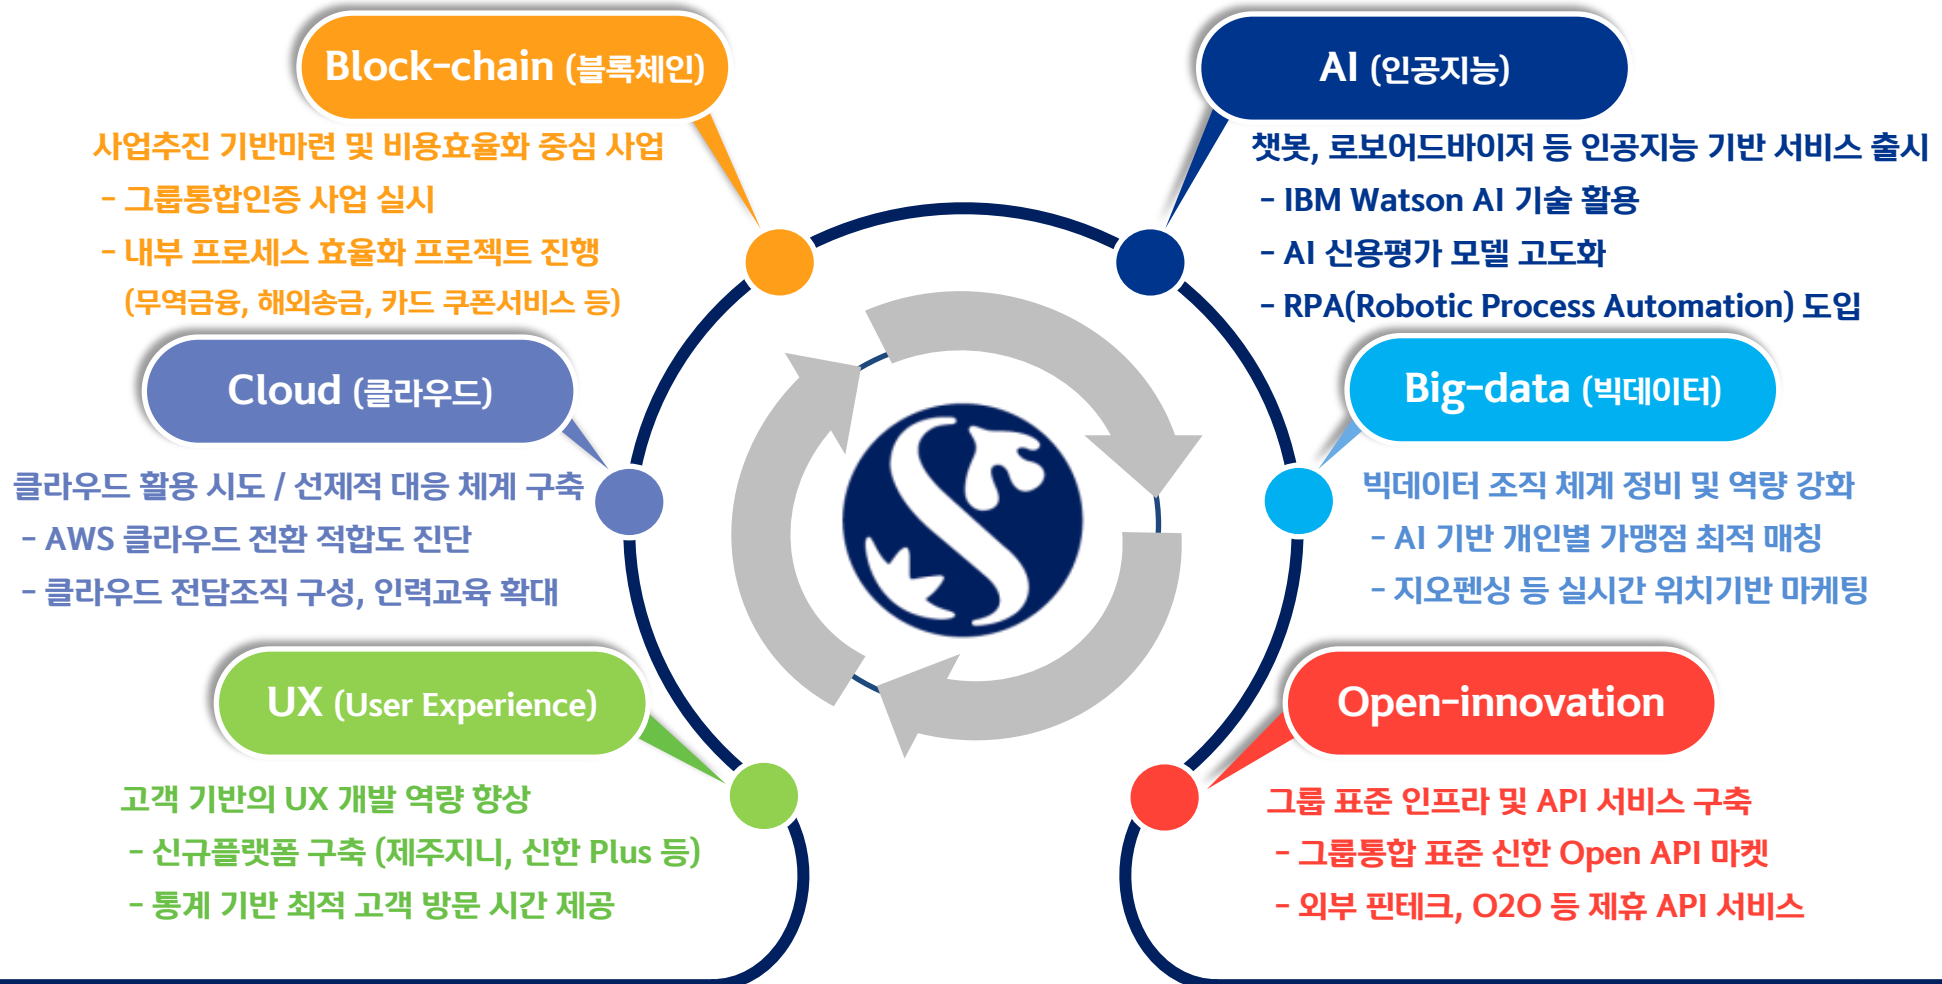 Block-chain (블록체인)
사업추진 기반마련 및 비용효율화 중심 사업
- 그룹통합인증 사업 실시
- 내부 프로세스 효율화 프로젝트 진행
(무역금융, 해외송금, 카드 쿠폰서비스 등)
Cloud (클라우드)
클라우드 활용 시도 / 선제적 대응 체계 구축
- AWS 클라우드 전환 적합도 진단
- 클라우드 전담조직 구성, 인력교육 확대
UX (User Experience)
고객 기반의 UX 개발 역량 향상
- 신규플랫폼 구축 (제주지니, 신한 Plus 등)
- 통계 기반 최적 고객 방문 시간 제공
AI (인공지능)
챗봇, 로보어드바이저 등 인공지능 기반 서비스 출시
- IBM Watson AI 기술 활용
- AI 신용평가 모델 고도화
- RPA(Robotic Process Automation) 도입
Big-data (빅데이터)
빅데이터 조직 체계 정비 및 역량 강화
- AI 기반 개인별 가맹점 최적 매칭
- 지오펜싱 등 실시간 위치기반 마케팅
Open-innovation
그룹 표준 인프라 및 API 서비스 구축
- 그룹통합 표준 신한 Open API 마켓
- 외부 핀테크, O2O 등 제휴 API 서비스